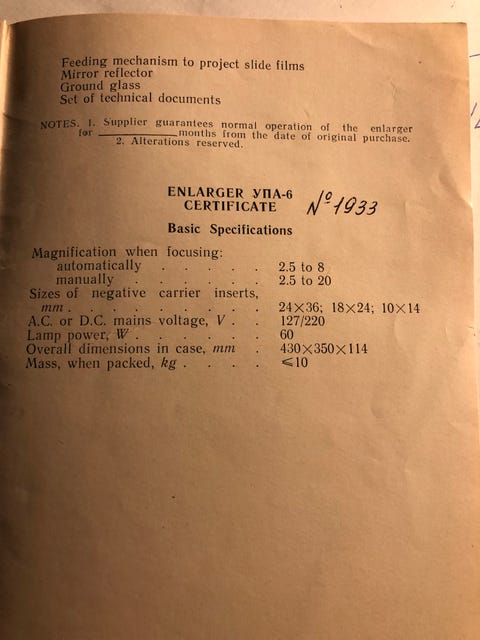 Feeding mechanism to project slide films
Mirror reflector
Ground glass
Set of technical documents
NOTES. 1. Supplier guarantees normal operation of the enlarger
for ____________months from the date of original purchase.
2. Alterations reserved.
ENLARGER УПА-6
CERTIFICATE № 1933
Basic Specifications
Magnification when focusing:
automatically . . . . . 2.5 to 8
manually . . . . . 2.5 to 20
Sizes of negative carrier inserts,
mm . . . . . . . . 24×36; 18×24; 10×14
A.C. or D.C. mains voltage, V . . 127/220
Lamp power, W . . . . . . 60
Overall dimensions in case, mm . 430×350×114
Mass, when packed, kg . . . . ⩽10